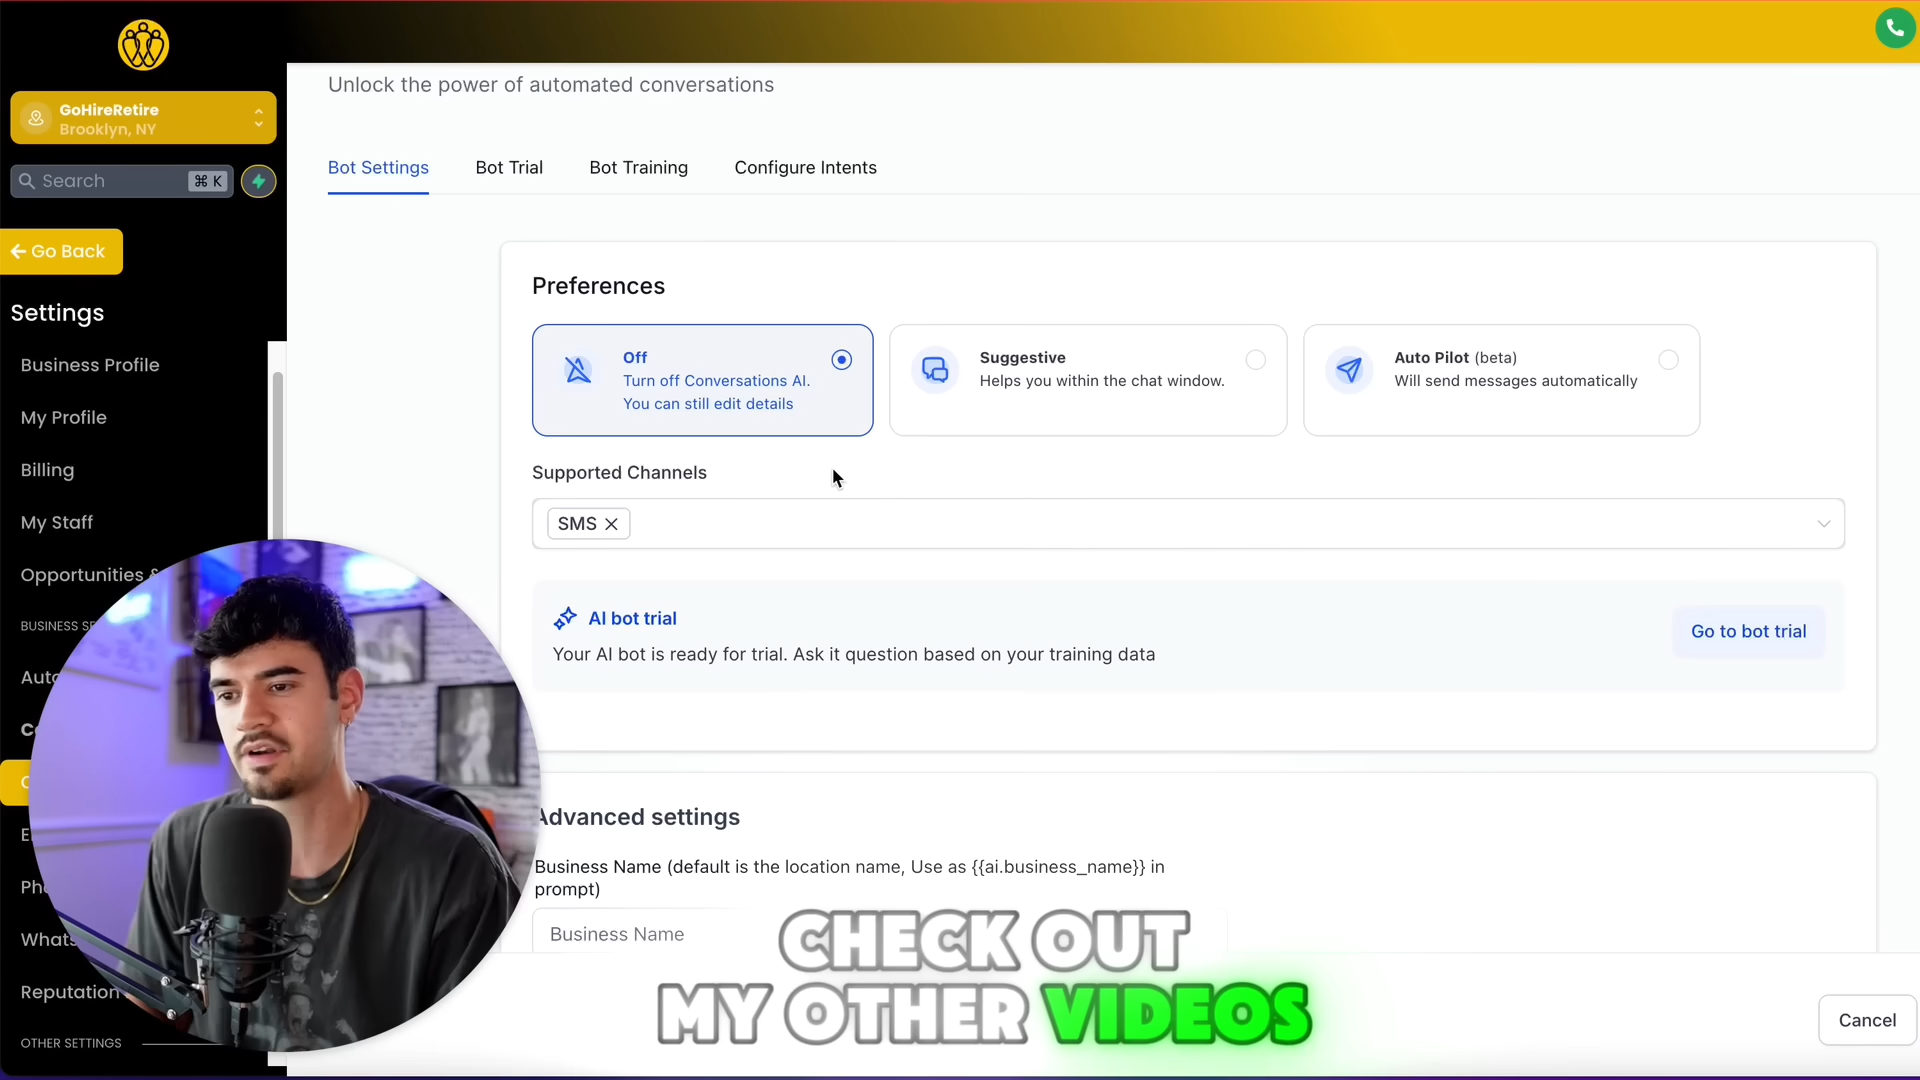 GoHireRetire
Brooklyn, NY
Search
⌘ K
Go Back
Settings
Business Profile
My Profile
Billing
My Staff
Opportunities
BUSINESS
Reputation
OTHER SETTINGS
Unlock the power of automated conversations
Bot Settings
Bot Trial
Bot Training
Configure Intents
Preferences
Off
Turn off Conversations AI.
You can still edit details
Suggestive
Helps you within the chat window.
Auto Pilot (beta)
Will send messages automatically
Supported Channels
SMS
AI bot trial
Your AI bot is ready for trial. Ask it question based on your training data
Go to bot trial
Advanced settings
Business Name (default is the location name, Use as {{ai.business_name}} in
prompt)
Business Name
CHECK OUT
MY OTHER VIDEOS
Cancel